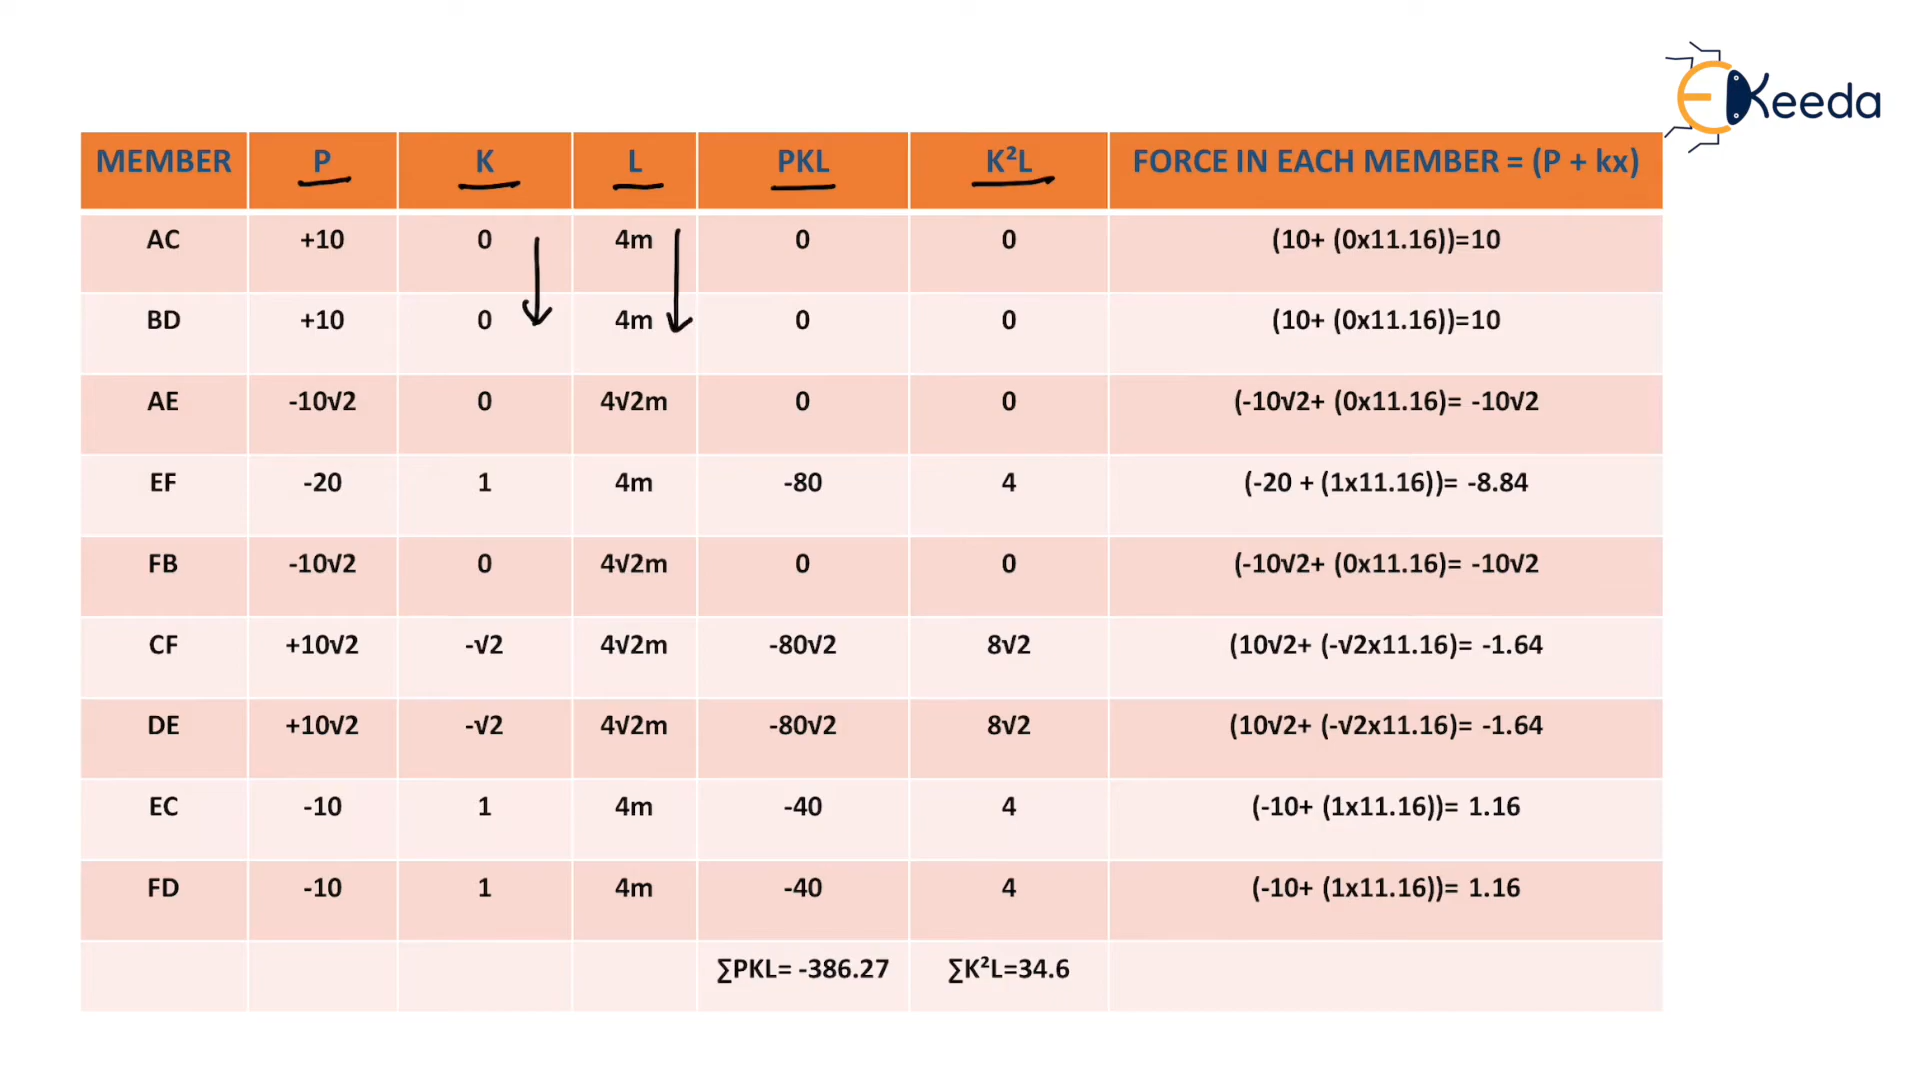 EKeeda
MEMBER P K L PKL K²L FORCE IN EACH MEMBER = (P + kx)
AC +10 0 4m 0 0 (10+ (0x11.16))=10
BD +10 0 4m 0 0 (10+ (0x11.16))=10
AE -10√2 0 4√2m 0 0 (-10√2+ (0x11.16)= -10√2
EF -20 1 4m -80 4 (-20 + (1x11.16))= -8.84
FB -10√2 0 4√2m 0 0 (-10√2+ (0x11.16)= -10√2
CF +10√2 -√2 4√2m -80√2 8√2 (10√2+ (-√2x11.16)= -1.64
DE +10√2 -√2 4√2m -80√2 8√2 (10√2+ (-√2x11.16)= -1.64
EC -10 1 4m -40 4 (-10+ (1x11.16))= 1.16
FD -10 1 4m -40 4 (-10+ (1x11.16))= 1.16
∑PKL= -386.27 ∑K²L=34.6